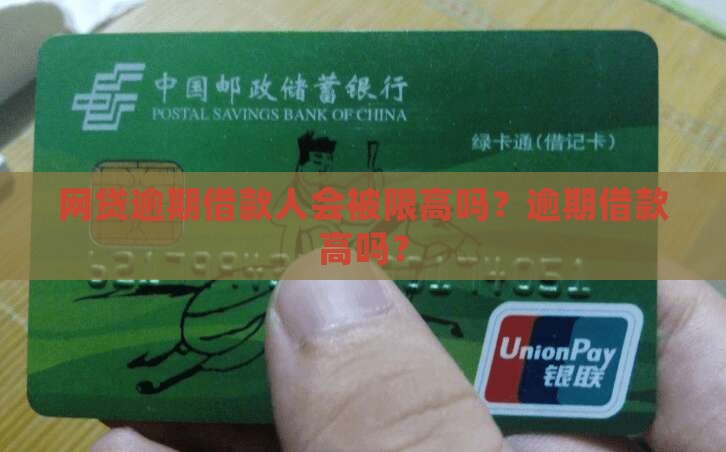 中国邮政储蓄银行
POSTAL SAVINGS BANK OF CHINA
绿卡通(借记卡)
网贷逾期借款人会被限高吗？逾期借款
高吗？
UnionPay
银联